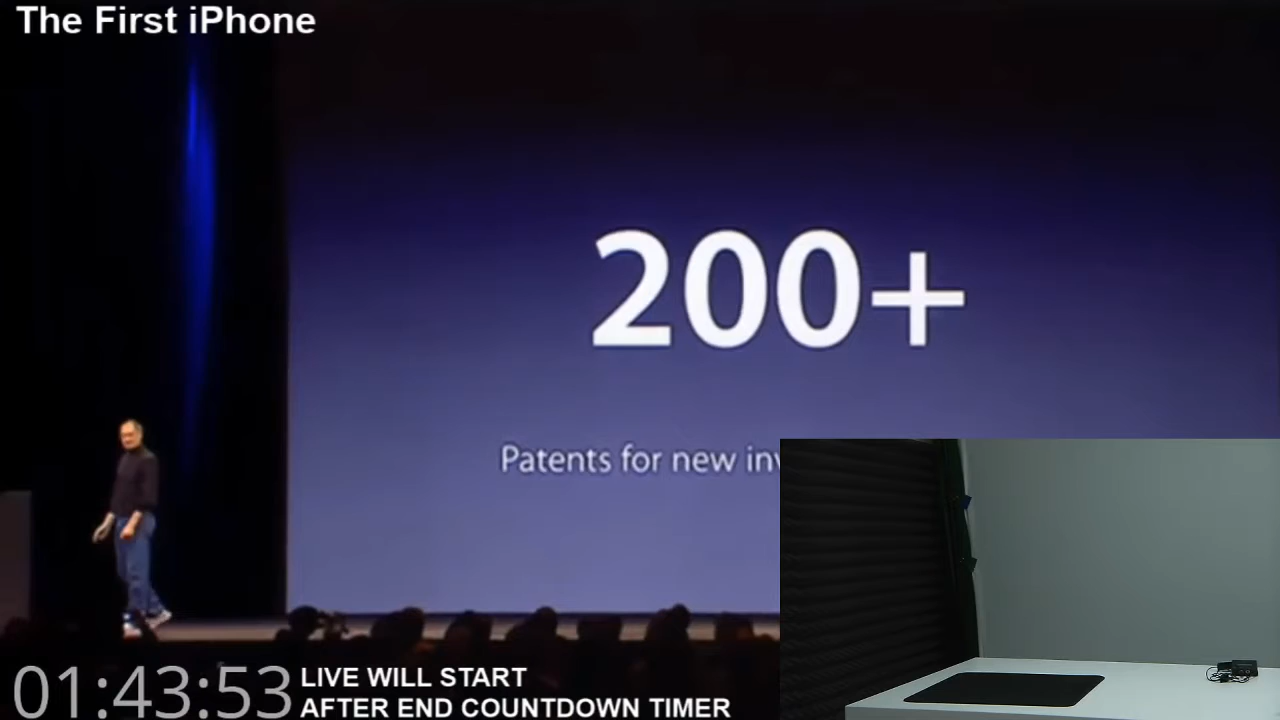 The First iPhone
200+
Patents for new
01:43:53
LIVE WILL START
AFTER END COUNTDOWN TIMER